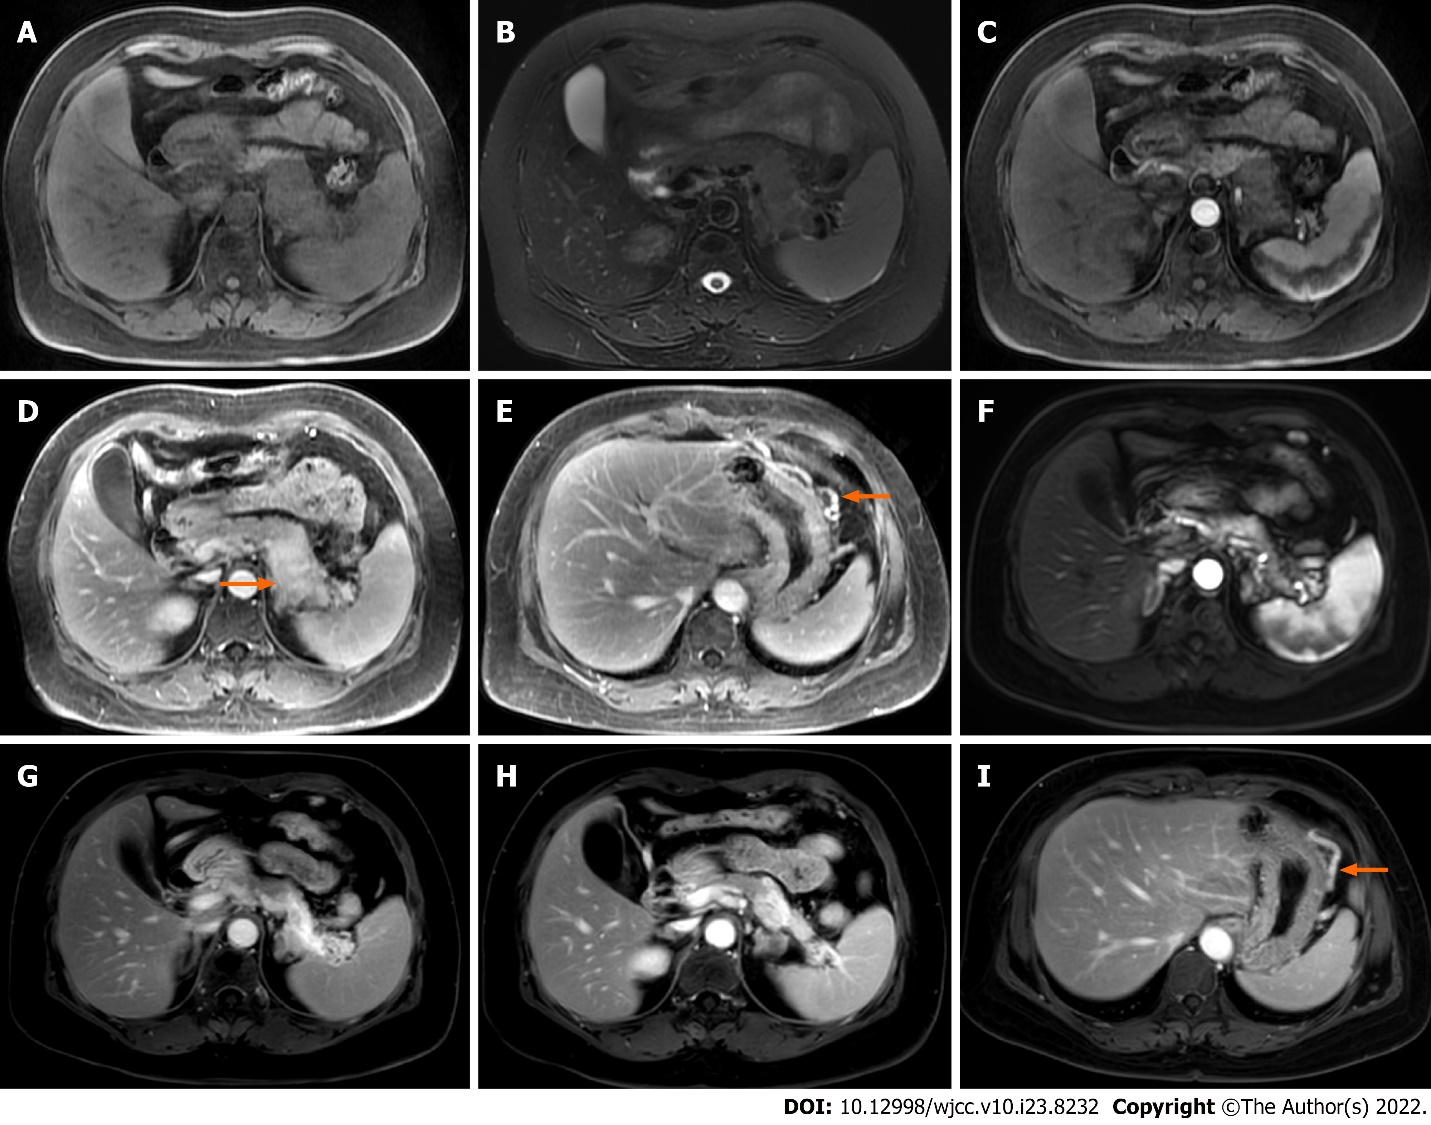 A
B
C
D
E
F
G
H
I
DOI: 10.12998/wjcc.v10.i23.8232 Copyright ©The Author(s) 2022.